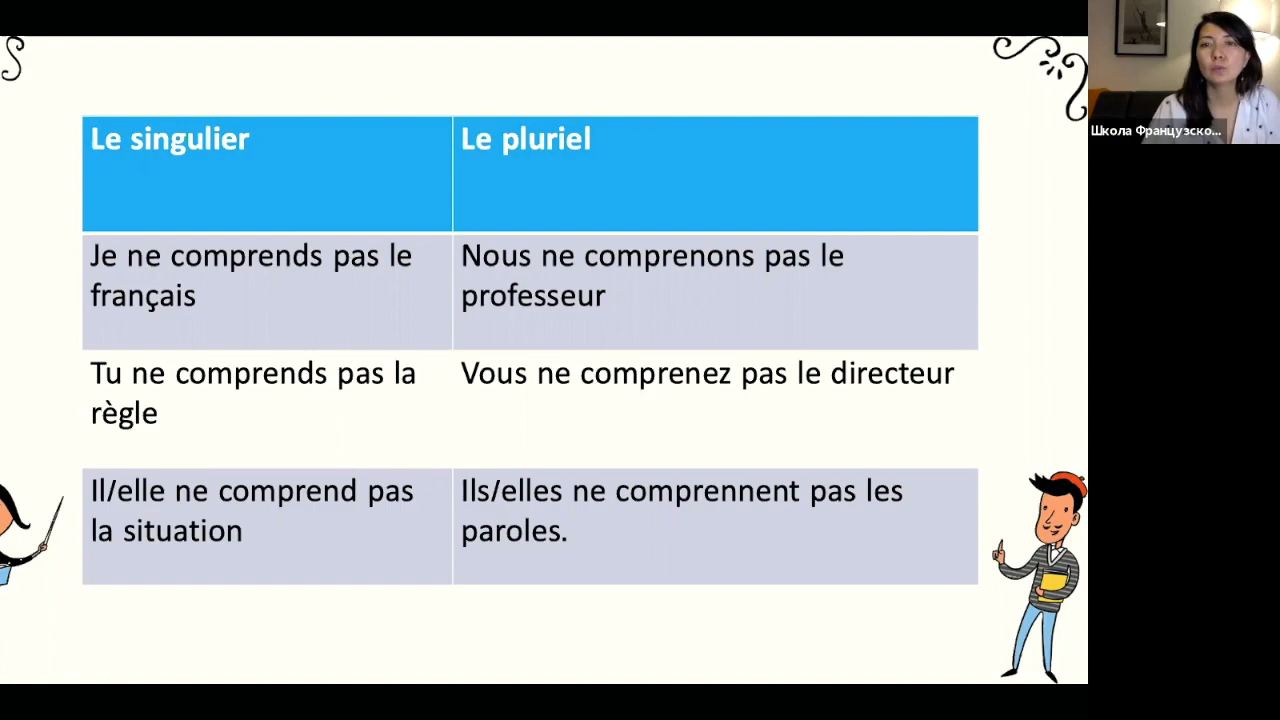 Le singulier
Le pluriel
Je ne comprends pas le
français
Nous ne comprenons pas le
professeur
Tu ne comprends pas la
règle
Vous ne comprenez pas le directeur
Il/elle ne comprend pas
la situation
Ils/elles ne comprennent pas les
paroles.
Школа Французско...